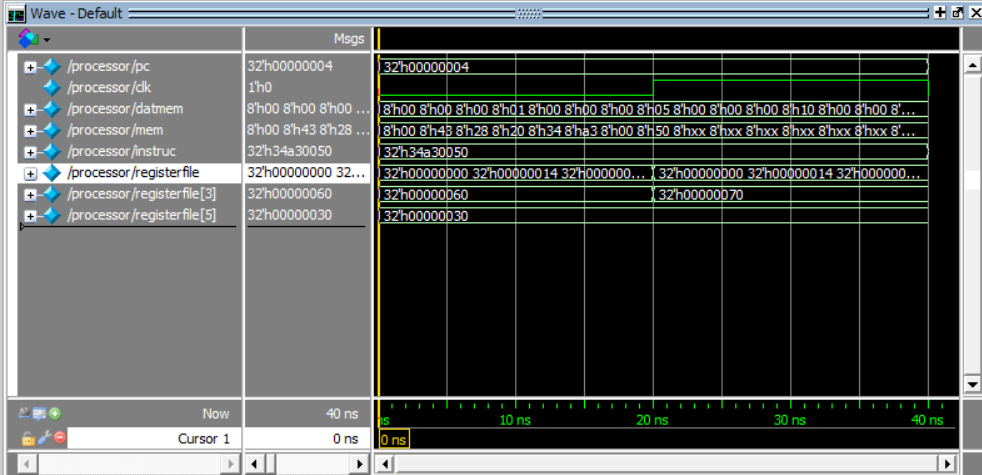 Wave - Default
Msgs
/processor/pc 32'h00000004 32'h00000004
/processor/clk 1'h0
/processor/datmem 8'h00 8'h00 8'h00 ... 8'h00 8'h00 8'h00 8'h01 8'h00 8'h00 8'h00 8'h05 8'h00 8'h00 8'h00 8'h10 8'h00 8'h00 8'...
/processor/mem 8'h00 8'h43 8'h28 ... 8'h00 8'h43 8'h28 8'h20 8'h34 8'ha3 8'h00 8'h50 8'hxx 8'hxx 8'hxx 8'hxx 8'hxx 8'hxx 8'...
/processor/instruc 32'h34a30050 32'h34a30050
/processor/registerfile 32'h00000000 32... 32'h00000000 32'h00000014 32'h000000... 32'h00000000 32'h00000014 32'h000000...
/processor/registerfile[3] 32'h00000060 32'h00000060 32'h00000070
/processor/registerfile[5] 32'h00000030 32'h00000030
Now 40 ns ns 10 ns 20 ns 30 ns 40 ns
Cursor 1 0 ns 0 ns